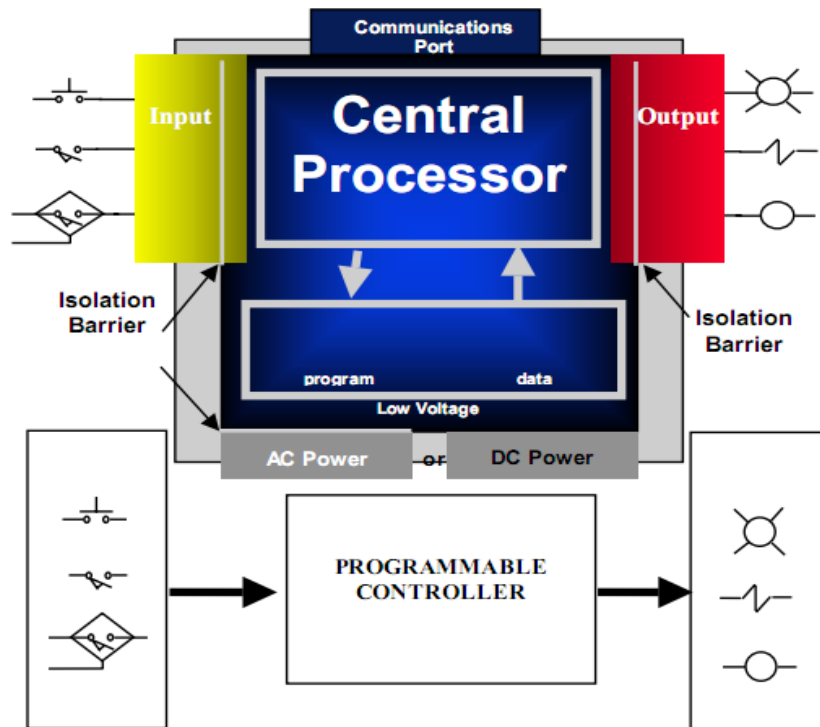 Communications
Port
Input
Central
Processor
Output
Isolation
Barrier
Isolation
Barrier
program data
Low Voltage
AC Power or DC Power
PROGRAMMABLE
CONTROLLER